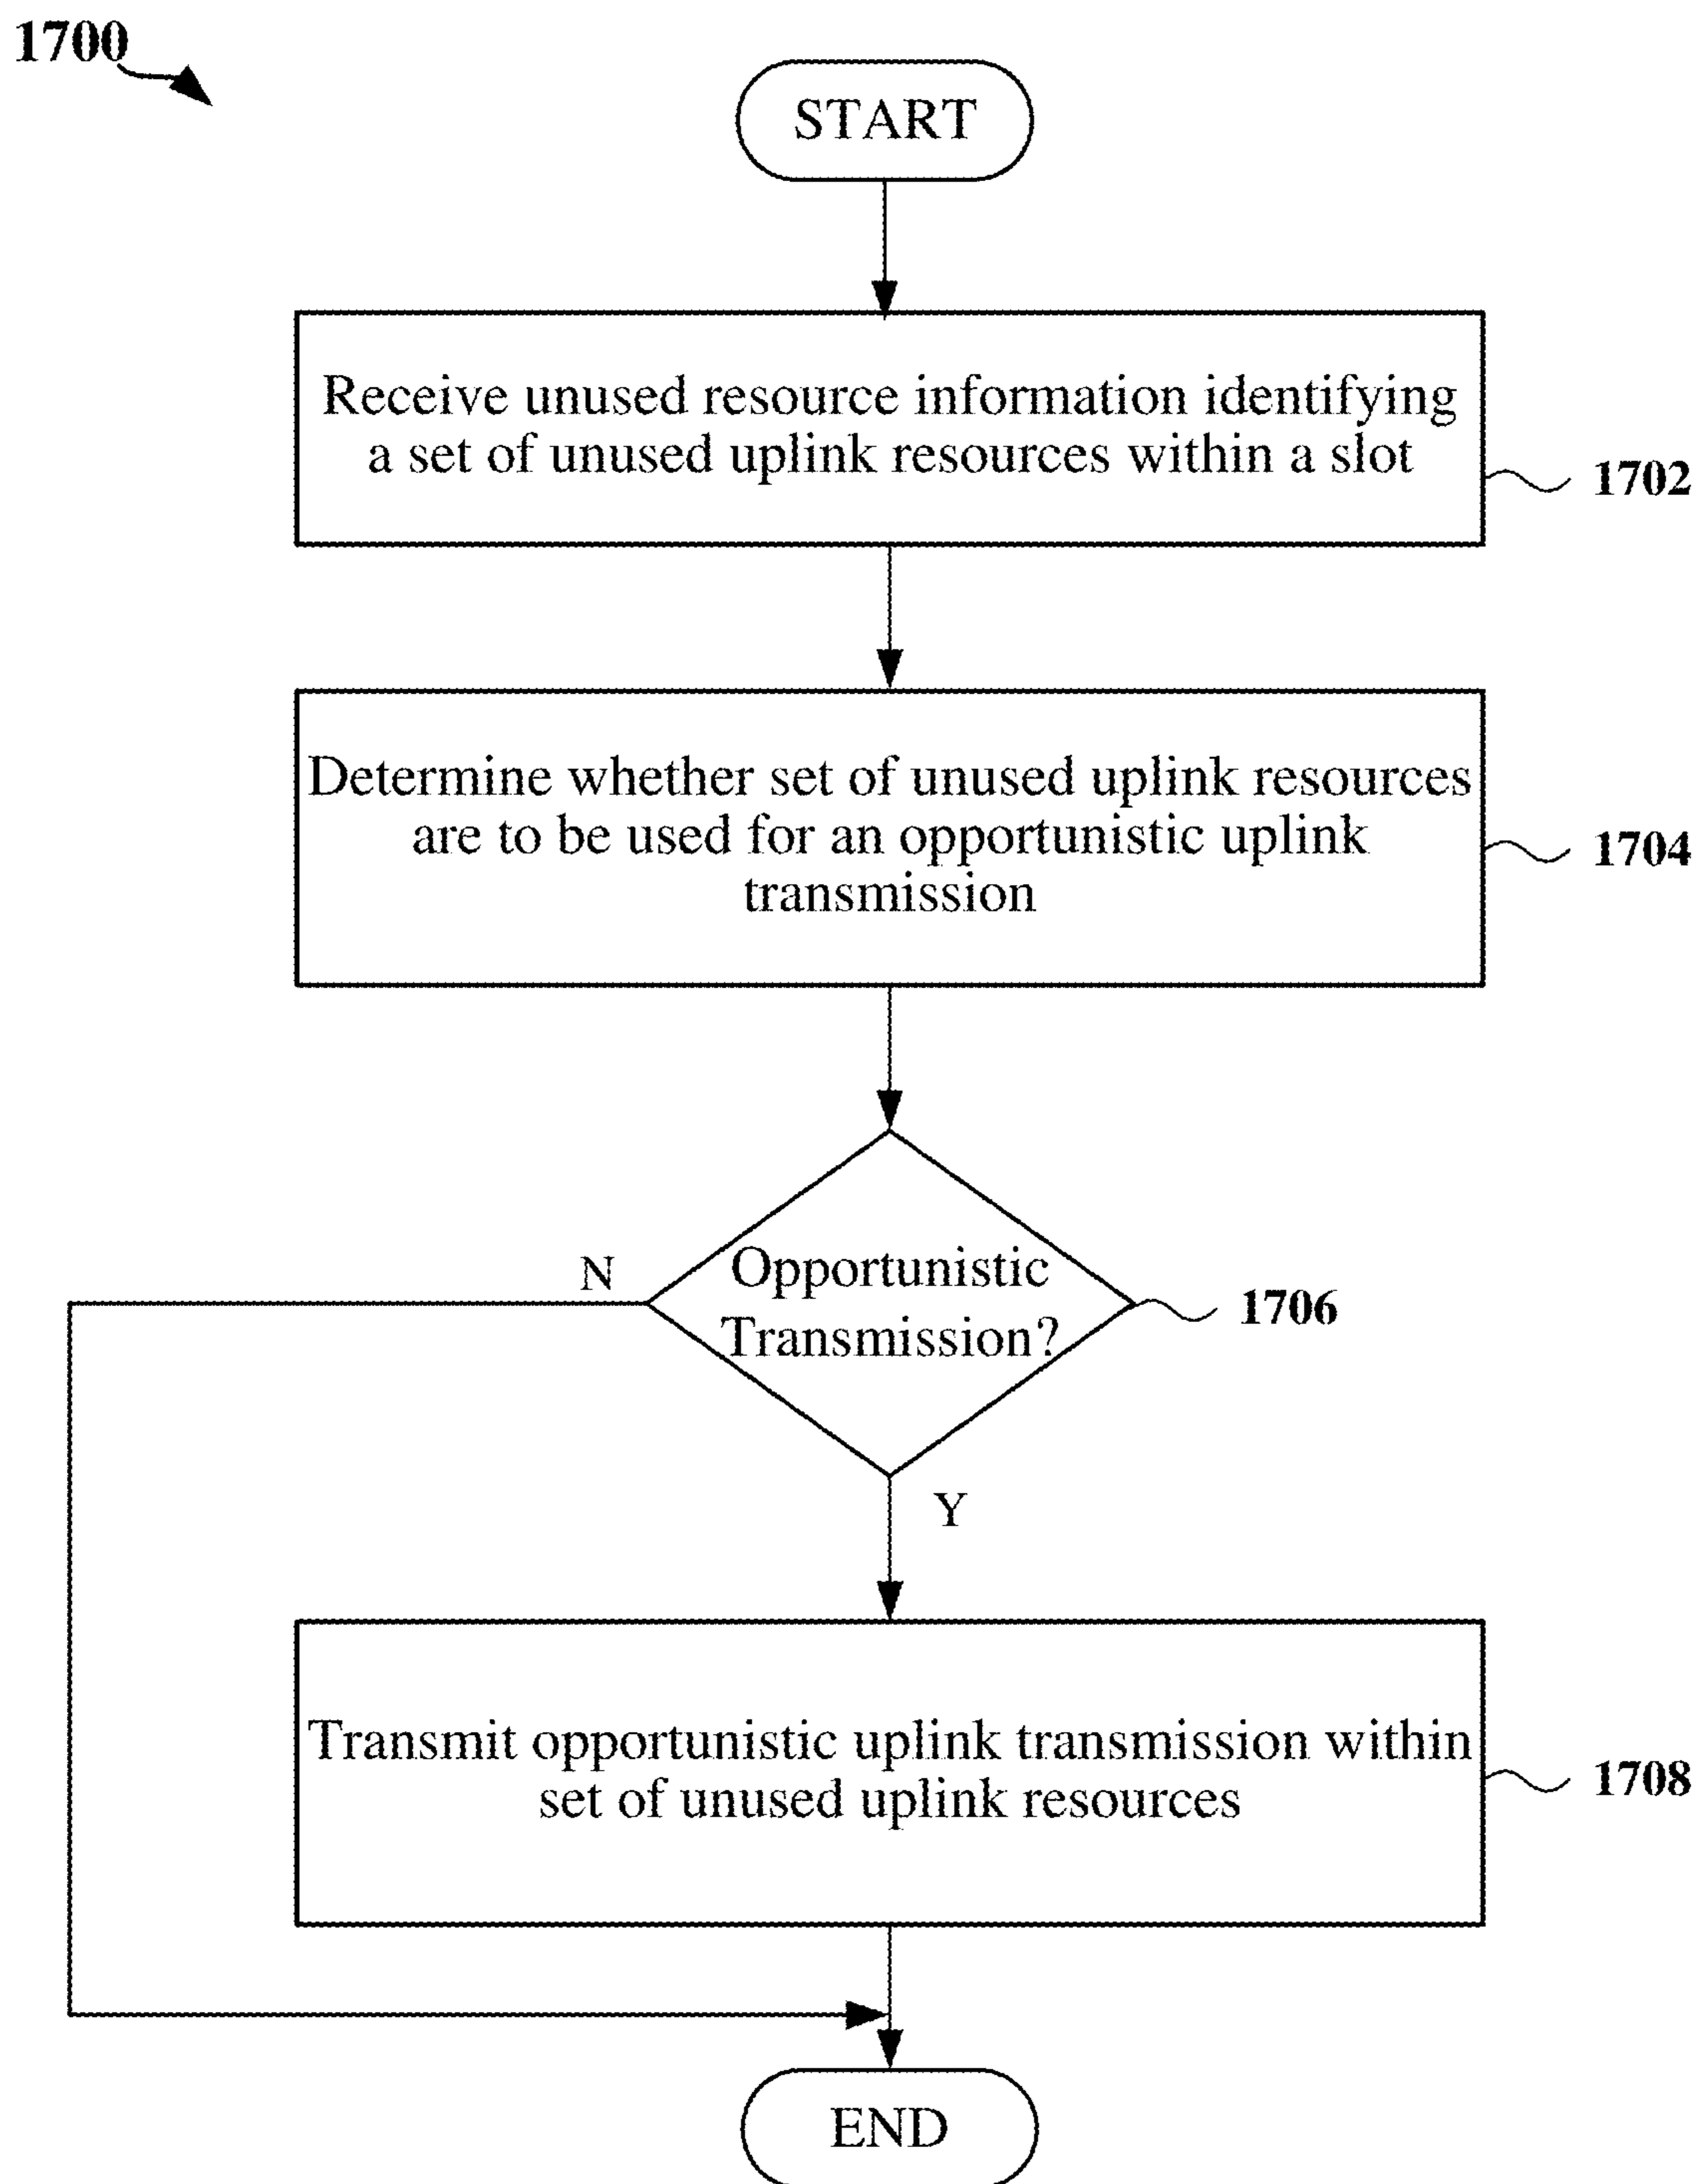 1700
START
Receive unused resource information identifying
a set of unused uplink resources within a slot
1702
Determine whether set of unused uplink resources
are to be used for an opportunistic uplink
transmission
1704
Opportunistic
Transmission?
N
1706
Y
Transmit opportunistic uplink transmission within
set of unused uplink resources
1708
END